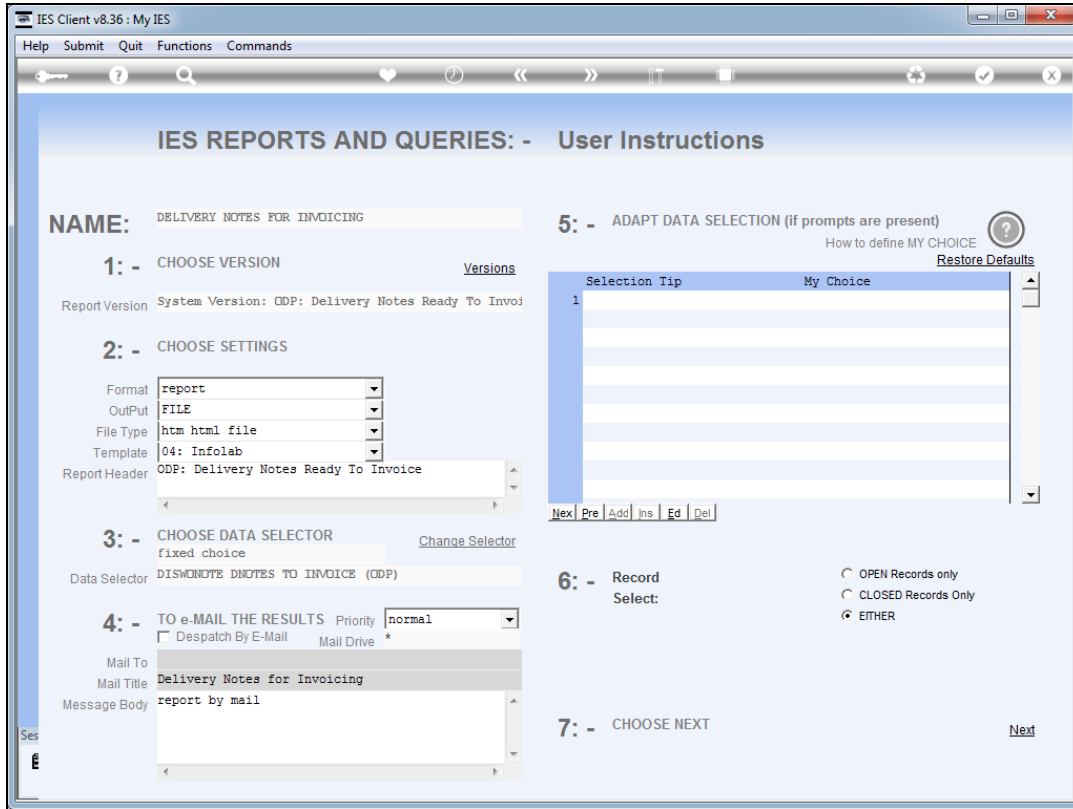 IES Client v8.36 : My IES
Help Submit Quit Functions Commands
IES REPORTS AND QUERIES: - User Instructions
NAME: DELIVERY NOTES FOR INVOICING
1: - CHOOSE VERSION Versions
Report Version System Version: ODP: Delivery Notes Ready To Invoi
2: - CHOOSE SETTINGS
Format report
OutPut FILE
File Type htm html file
Template 04: Infolab
Report Header ODP: Delivery Notes Ready To Invoice
3: - CHOOSE DATA SELECTOR Change Selector
fixed choice
Data Selector DISWONOTE DNOTES TO INVOICE (ODP)
4: - TO e-MAIL THE RESULTS Priority normal
Despatch By E-Mail Mail Drive *
Mail To
Mail Title Delivery Notes for Invoicing
Message Body report by mail
5: - ADAPT DATA SELECTION (if prompts are present)
How to define MY CHOICE ?
Restore Defaults
Selection Tip My Choice
1
Nex Pre Add Ins Ed Del
6: - Record Select:
OPEN Records only
CLOSED Records Only
EITHER
7: - CHOOSE NEXT Next
Ses